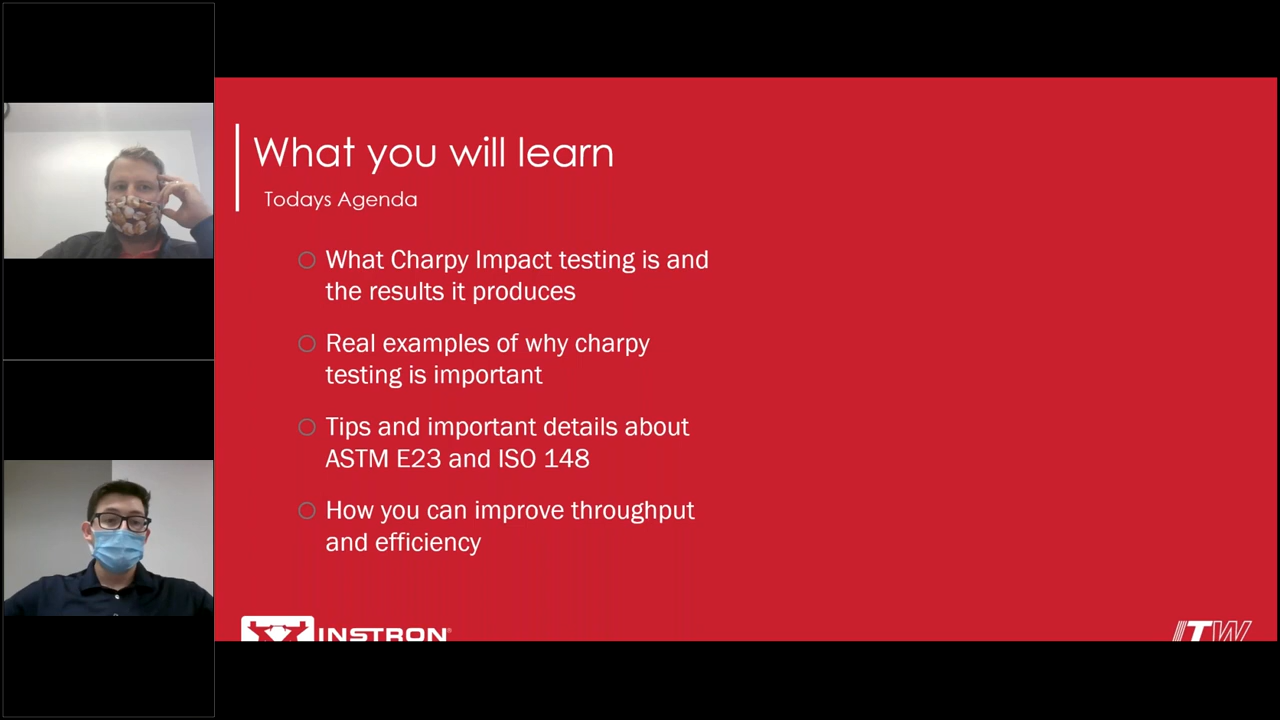 What you will learn
Todays Agenda
What Charpy Impact testing is and
the results it produces
Real examples of why charpy
testing is important
Tips and important details about
ASTM E23 and ISO 148
How you can improve throughput
and efficiency
INSTRON®
ITW